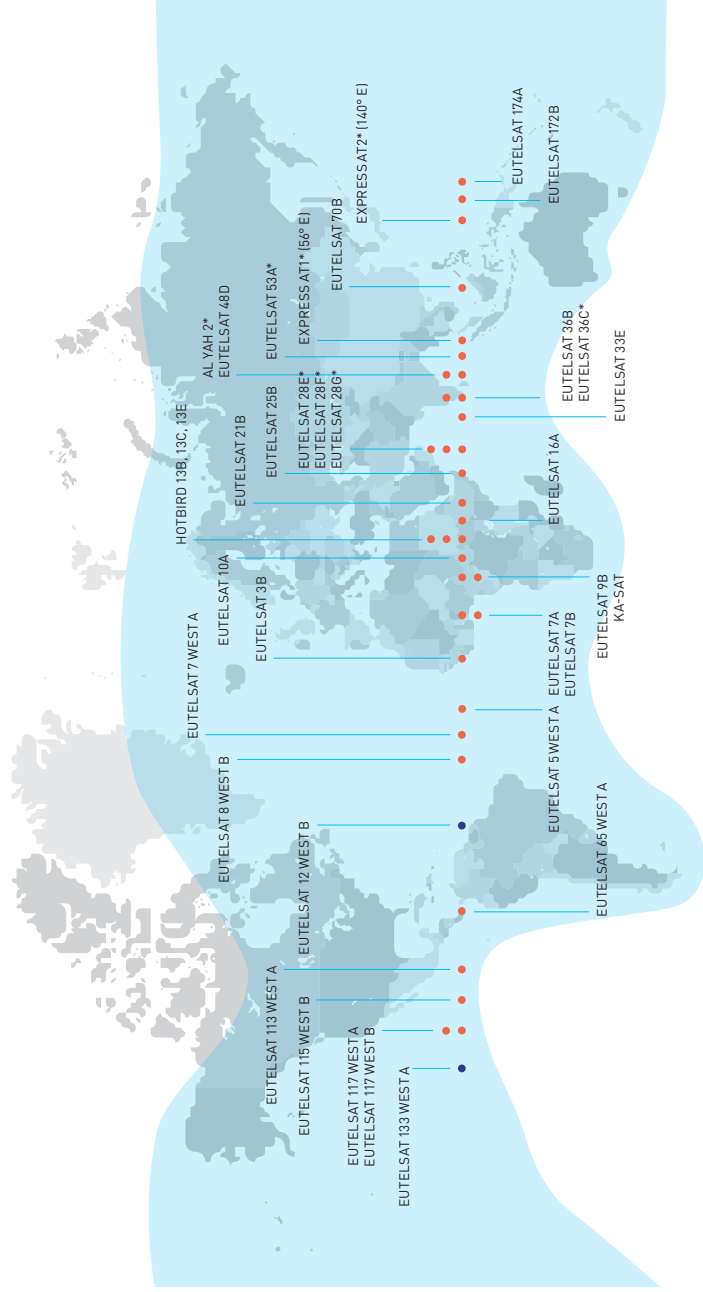 EUTELSAT 133 WEST A
EUTELSAT 117 WEST A
EUTELSAT 117 WEST B
EUTELSAT 115 WEST B
EUTELSAT 113 WEST A
EUTELSAT 65 WEST A
EUTELSAT 12 WEST B
EUTELSAT 8 WEST B
EUTELSAT 7 WEST A
EUTELSAT 5 WEST A
EUTELSAT 3B
EUTELSAT 7A
EUTELSAT 7B
EUTELSAT 9B
KA-SAT
EUTELSAT 10A
HOTBIRD 13B, 13C, 13E
EUTELSAT 16A
EUTELSAT 21B
EUTELSAT 25B
EUTELSAT 28E*
EUTELSAT 28F*
EUTELSAT 28G*
EUTELSAT 33E
EUTELSAT 36B
EUTELSAT 36C*
AL YAH 2*
EUTELSAT 48D
EUTELSAT 53A*
EXPRESS AT1* (56° E)
EUTELSAT 70B
EXPRESS AT2* (140° E)
EUTELSAT 172B
EUTELSAT 174A